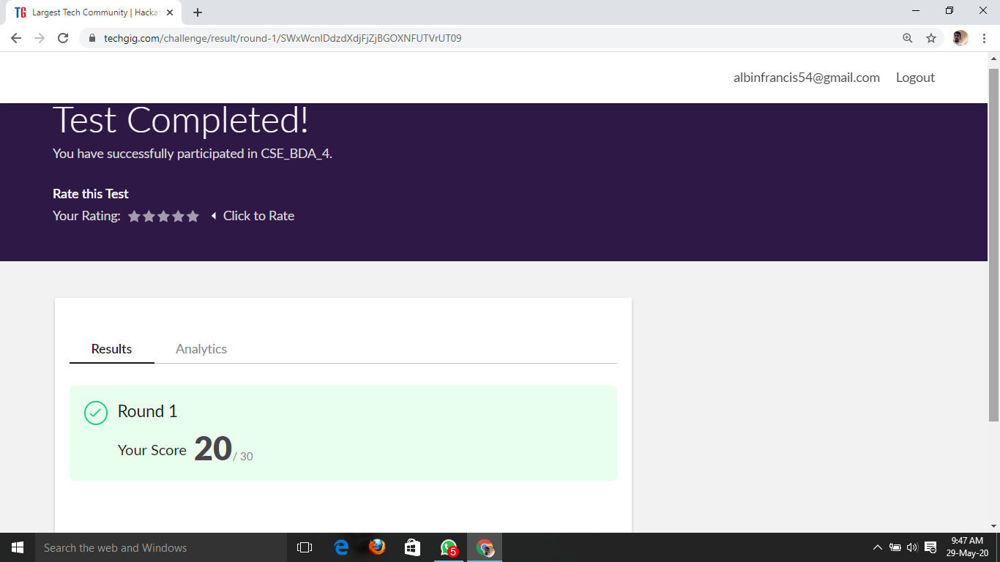 TG Largest Tech Community | Hacka
techgig.com/challenge/result/round-1/SWxWcnlDdzdXdjFjZjBGOXNFUTVrUT09
albinfrancis54@gmail.com Logout
Test Completed!
You have successfully participated in CSE_BDA_4.
Rate this Test
Your Rating: Click to Rate
Results Analytics
Round 1
Your Score 20 / 30
Search the web and Windows
5
9:47 AM
29-May-20